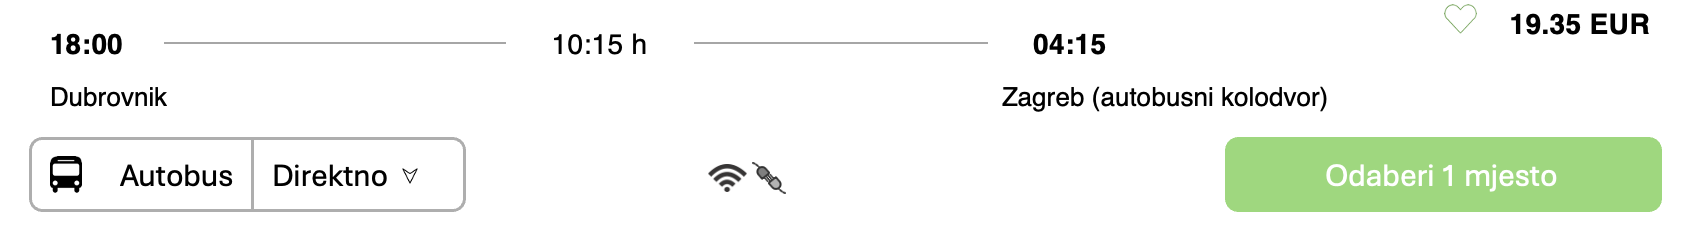 18:00 10:15 h 04:15 19.35 EUR
Dubrovnik Zagreb (autobusni kolodvor)
Autobus Direktno Odaberi 1 mjesto